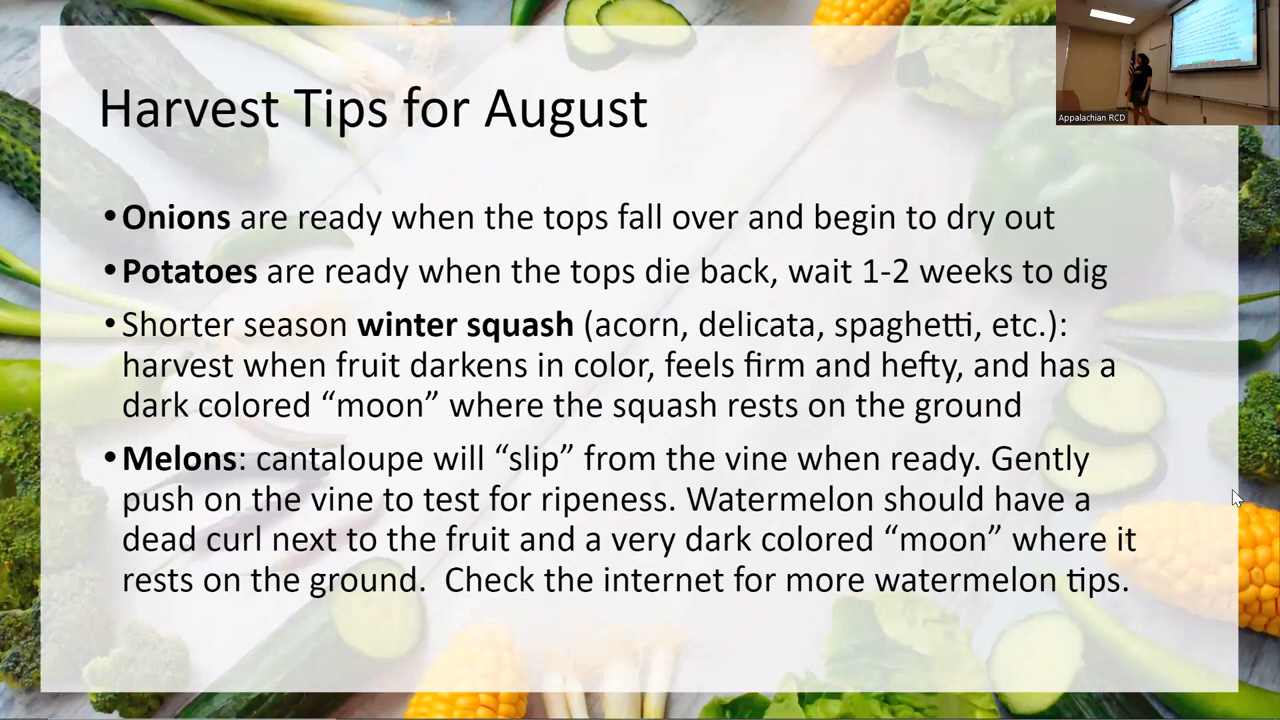 Harvest Tips for August
Appalachian RCD
•Onions are ready when the tops fall over and begin to dry out
•Potatoes are ready when the tops die back, wait 1-2 weeks to dig
•Shorter season winter squash (acorn, delicata, spaghetti, etc.):
harvest when fruit darkens in color, feels firm and hefty, and has a
dark colored “moon” where the squash rests on the ground
•Melons: cantaloupe will “slip” from the vine when ready. Gently
push on the vine to test for ripeness. Watermelon should have a
dead curl next to the fruit and a very dark colored “moon” where it
rests on the ground.  Check the internet for more watermelon tips.